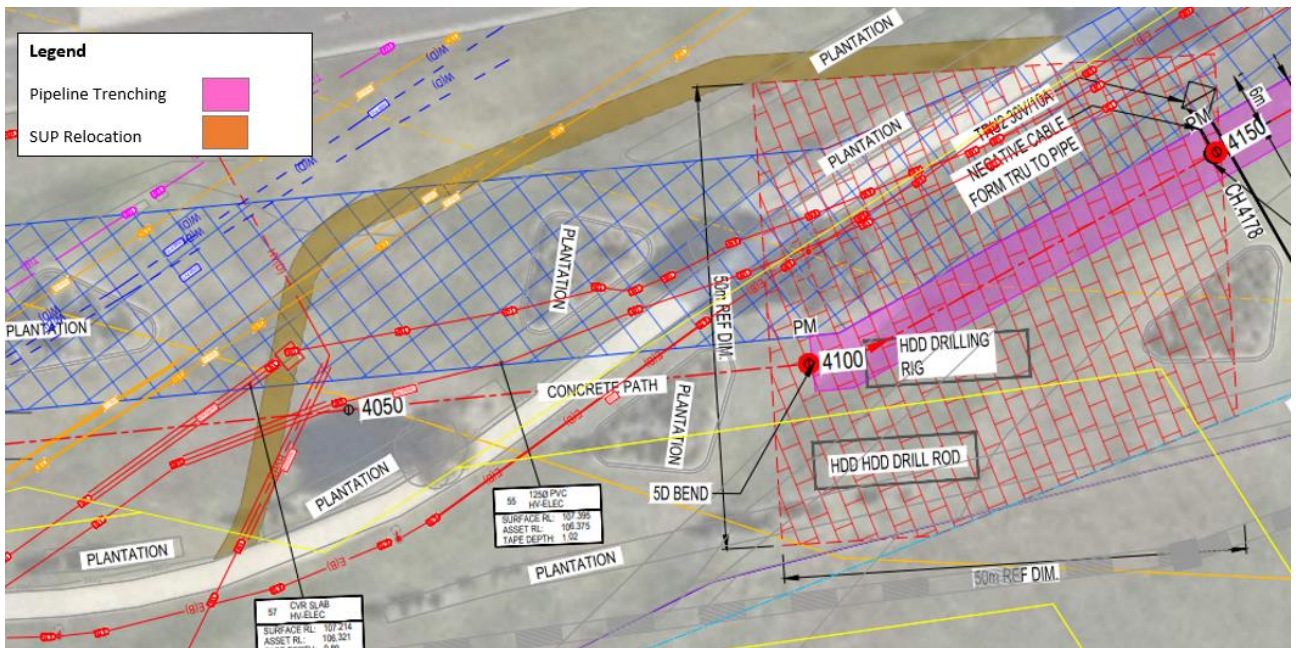 Legend
Pipeline Trenching
SUP Relocation
PLANTATION
PLANTATION
TRU2 30V/10A
NEGATIVE CABLE
FORM TRU TO PIPE
PM
6m
4150
CH.4178
W(D)
W(D)
W(D)
W(D)
W(D)
PLANTATION
PLANTATION
50m REF DIM.
PM
4100
HDD DRILLING
RIG
CONCRETE PATH
4050
PLANTATION
PLANTATION
HDD HDD DRILL ROD
5D BEND
55 125Ø PVC
HV-ELEC
SURFACE RL: 107.395
ASSET RL: 106.375
TAPE DEPTH: 1.02
PLANTATION
PLANTATION
50m REF DIM.
E(B)
E(B)
E(B)
E(B)
E(B)
57 CVR SLAB
HV-ELEC
SURFACE RL: 107.214
ASSET RL: 106.321